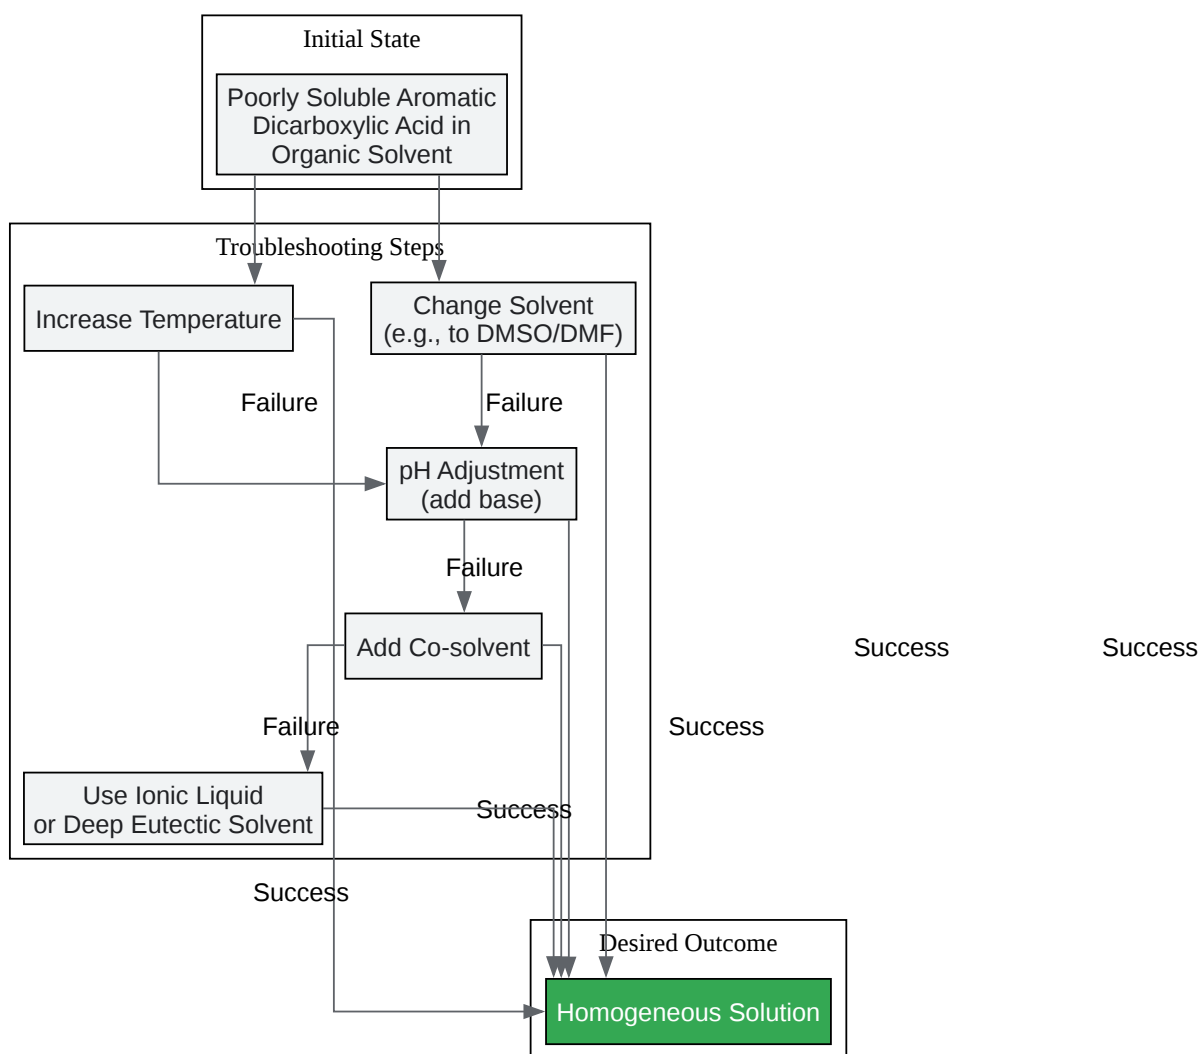 Initial State
Poorly Soluble Aromatic
Dicarboxylic Acid in
Organic Solvent
Troubleshooting Steps
Increase Temperature
Change Solvent
(e.g., to DMSO/DMF)
Failure
Failure
pH Adjustment
(add base)
Failure
Add Co-solvent
Success
Success
Failure
Success
Use Ionic Liquid
or Deep Eutectic Solvent
Success
Success
Desired Outcome
Homogeneous Solution